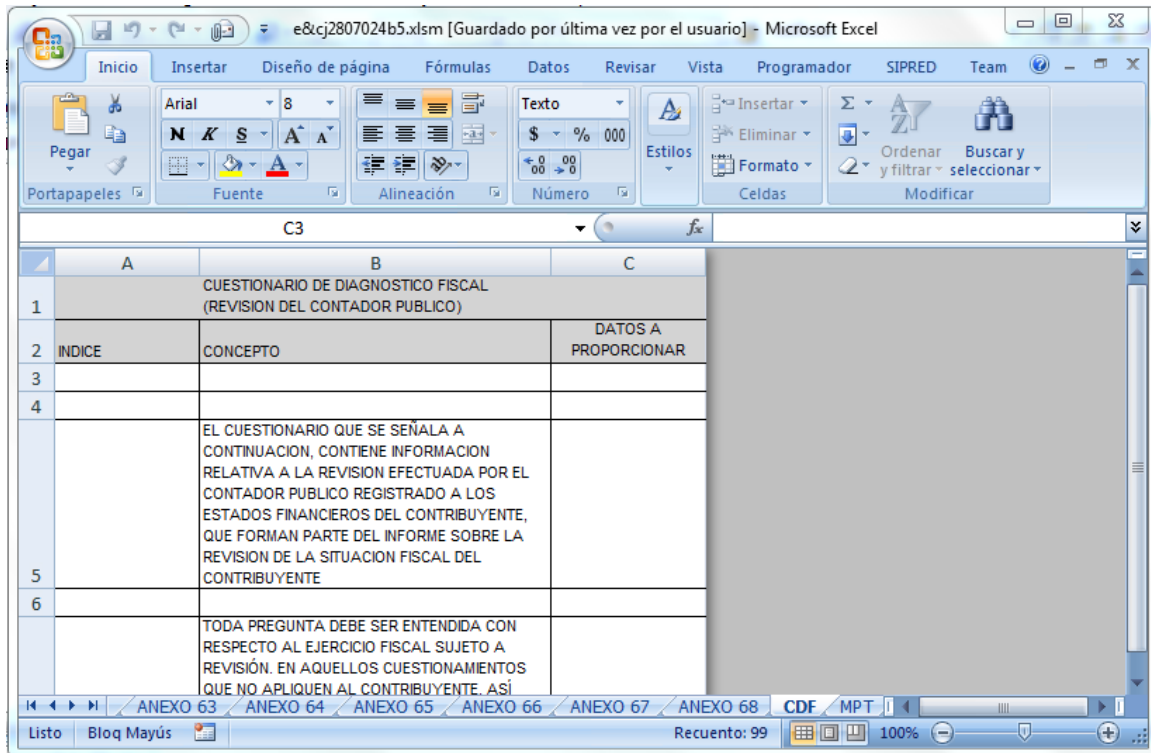 e&cj2807024b5.xlsm [Guardado por última vez por el usuario] - Microsoft Excel
Inicio Insertar Diseño de página Fórmulas Datos Revisar Vista Programador SIPRED Team
Pegar
Portapapeles
Arial 8
N K S A A
A
Fuente
Alineación
Texto
$ % 000
Número
Estilos
Insertar
Eliminar
Formato
Celdas
Σ
Ordenar
y filtrar
Buscar y
seleccionar
Modificar
C3 fx
A B C
1 CUESTIONARIO DE DIAGNOSTICO FISCAL
(REVISION DEL CONTADOR PUBLICO)
2 INDICE CONCEPTO DATOS A
PROPORCIONAR
3
4
5 EL CUESTIONARIO QUE SE SEÑALA A
CONTINUACION, CONTIENE INFORMACION
RELATIVA A LA REVISION EFECTUADA POR EL
CONTADOR PUBLICO REGISTRADO A LOS
ESTADOS FINANCIEROS DEL CONTRIBUYENTE,
QUE FORMAN PARTE DEL INFORME SOBRE LA
REVISION DE LA SITUACION FISCAL DEL
CONTRIBUYENTE
6
TODA PREGUNTA DEBE SER ENTENDIDA CON
RESPECTO AL EJERCICIO FISCAL SUJETO A
REVISIÓN. EN AQUELLOS CUESTIONAMIENTOS
QUE NO APLIQUEN AL CONTRIBUYENTE, ASÍ
ANEXO 63 ANEXO 64 ANEXO 65 ANEXO 66 ANEXO 67 ANEXO 68 CDF MPT
Listo Bloq Mayús Recuento: 99 100%